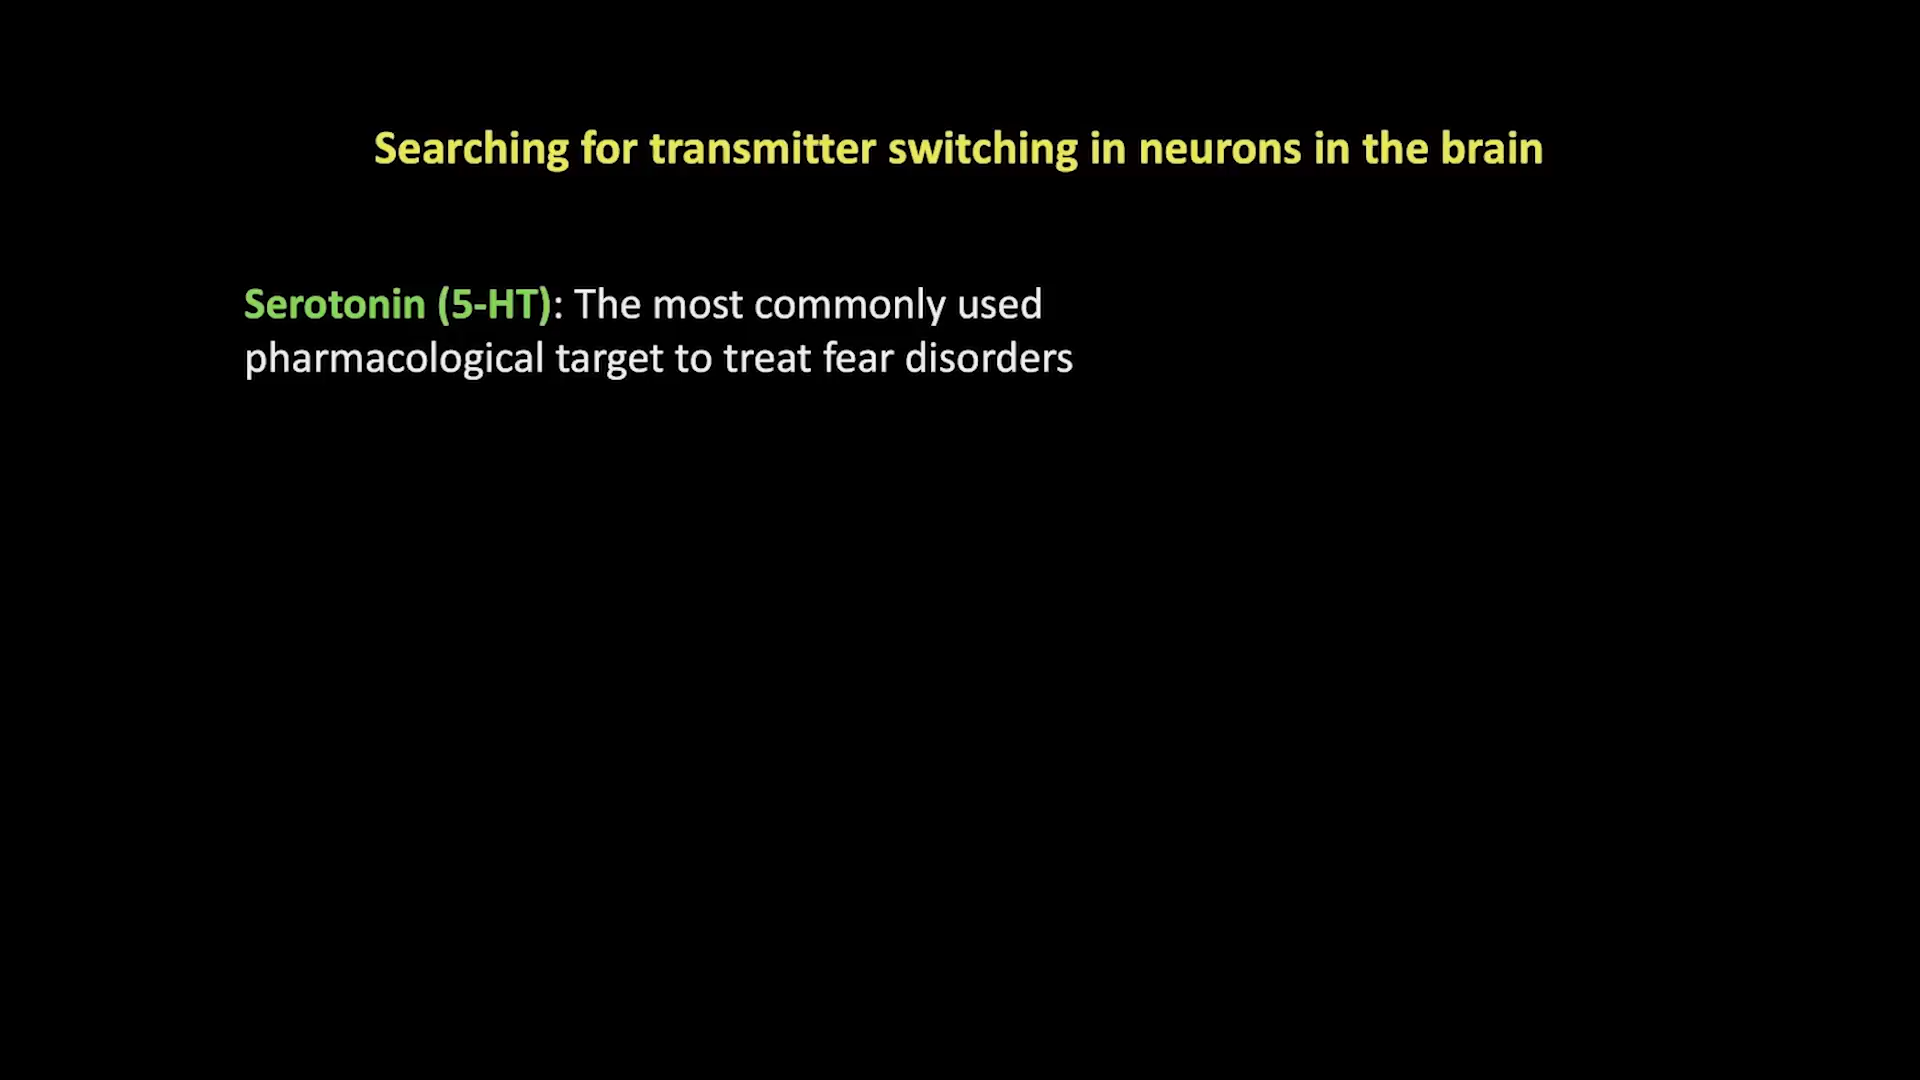 Searching for transmitter switching in neurons in the brain
Serotonin (5-HT): The most commonly used
pharmacological target to treat fear disorders